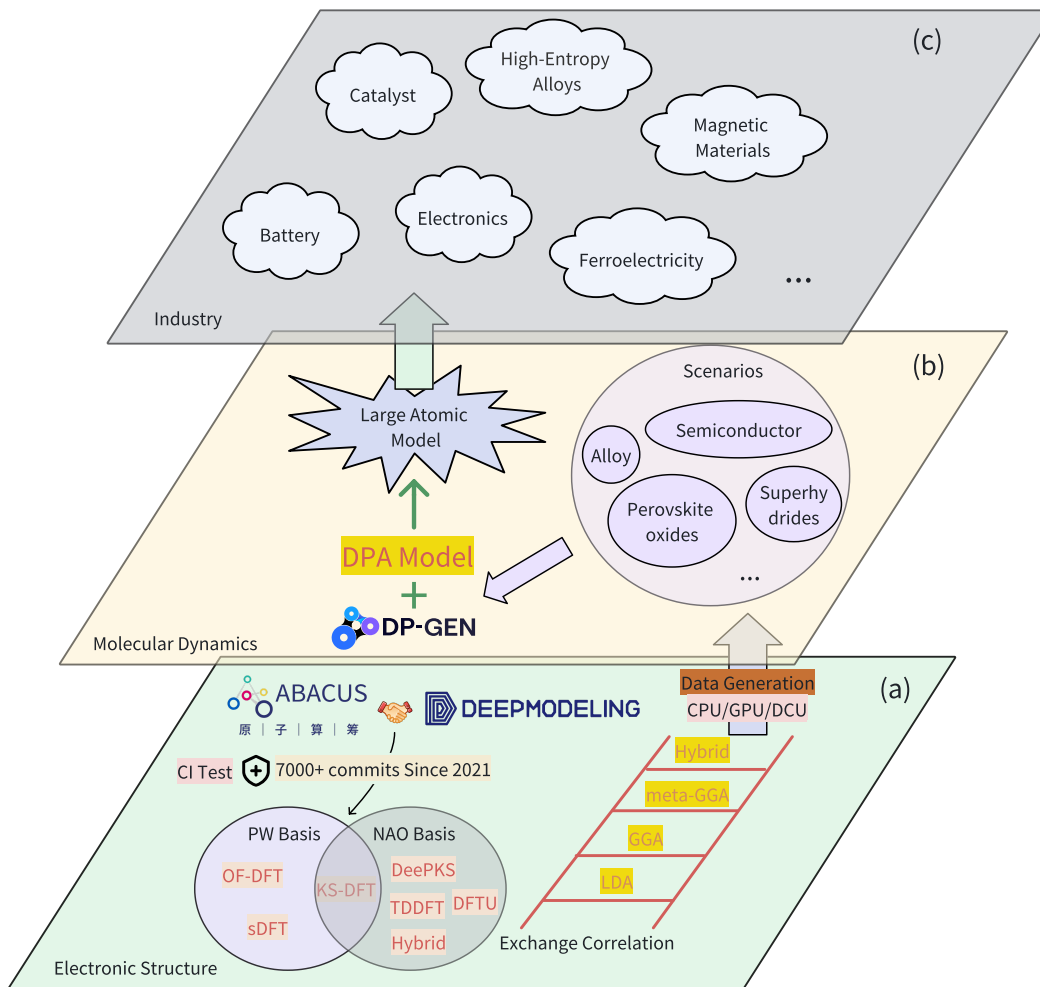 (c)
High-Entropy
Alloys
Catalyst
Magnetic
Materials
Electronics
Battery
Ferroelectricity
...
Industry
(b)
Scenarios
Large Atomic
Model
Semiconductor
Alloy
Superhy
drides
Perovskite
oxides
...
DPA Model
+
DP-GEN
Molecular Dynamics
(a)
Data Generation
CPU/GPU/DCU
ABACUS
原|子|算|筹
DEEPMODELING
CI Test
7000+ commits Since 2021
Hybrid
meta-GGA
GGA
LDA
Exchange Correlation
PW Basis
NAO Basis
OF-DFT
KS-DFT
DeePKS
TDDFT
DFTU
sDFT
Hybrid
Electronic Structure